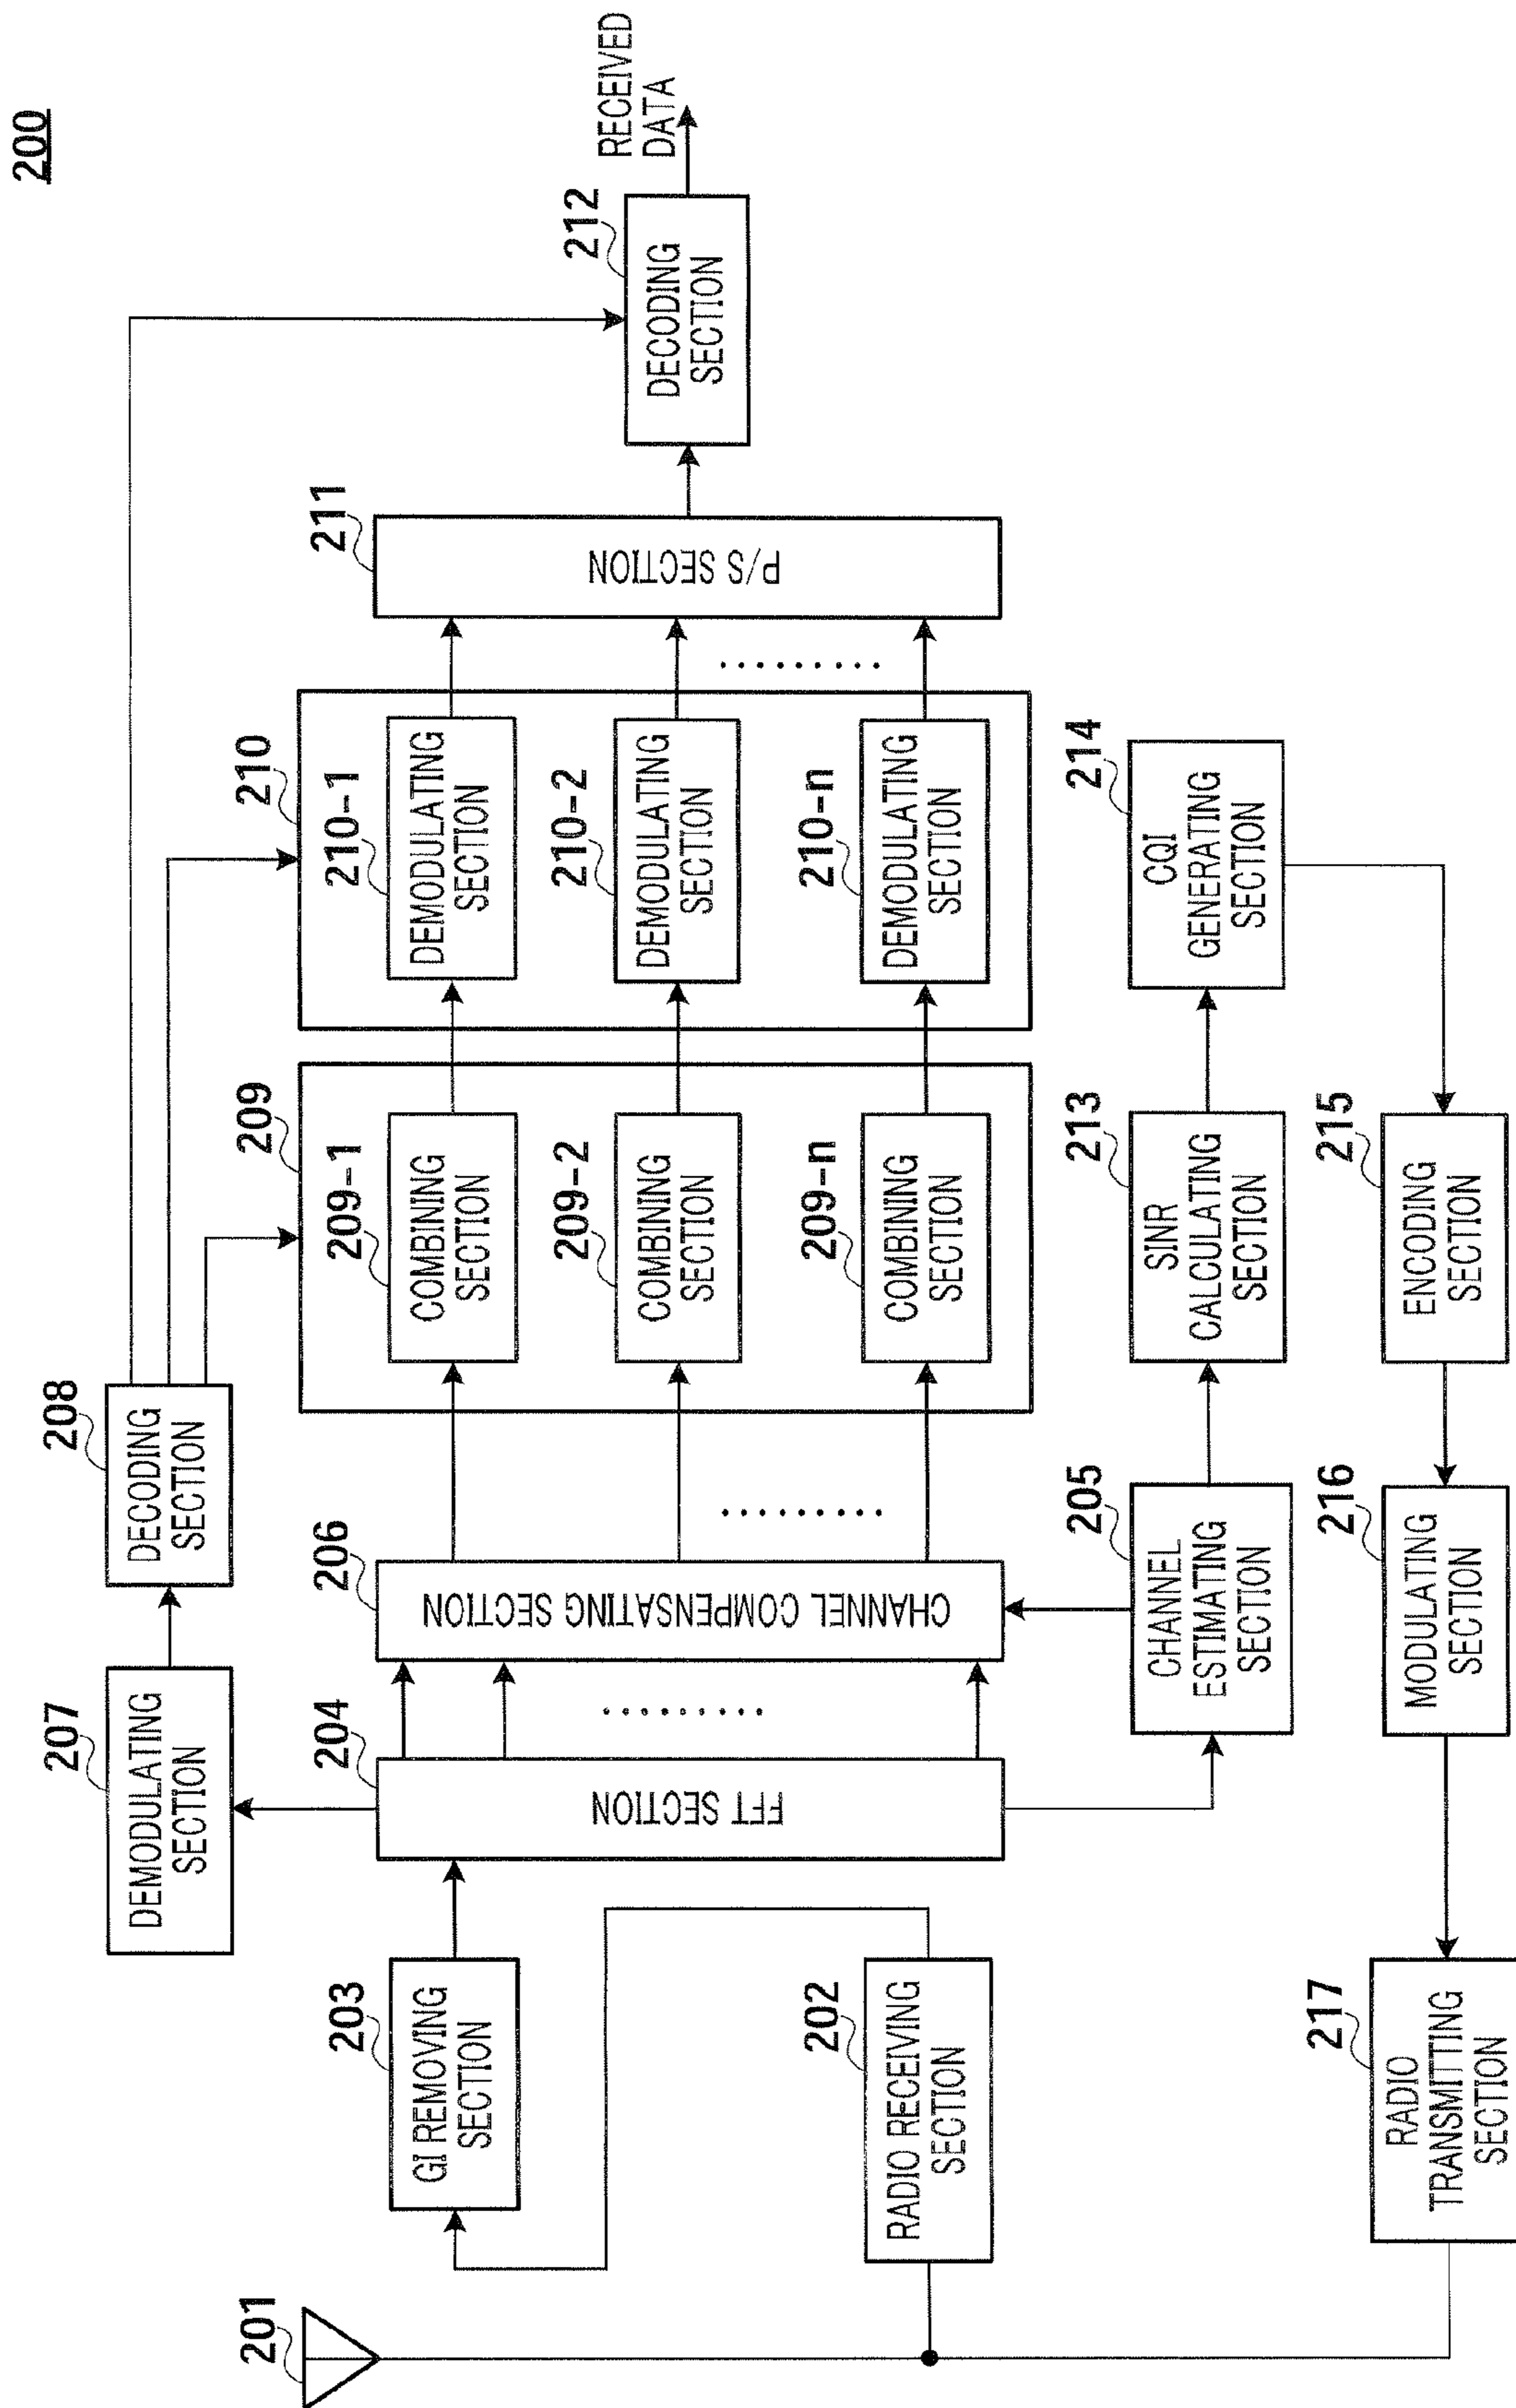 200
207
DEMODULATING
SECTION
208
DECODING
SECTION
201
203
GI REMOVING
SECTION
204
FFT SECTION
206
CHANNEL COMPENSATING SECTION
209
209-1
COMBINING
SECTION
209-2
COMBINING
SECTION
209-n
COMBINING
SECTION
210
210-1
DEMODULATING
SECTION
210-2
DEMODULATING
SECTION
210-n
DEMODULATING
SECTION
211
P/S SECTION
212
DECODING
SECTION
RECEIVED
DATA
202
RADIO RECEIVING
SECTION
205
CHANNEL
ESTIMATING
SECTION
213
SINR
CALCULATING
SECTION
214
CQI
GENERATING
SECTION
217
RADIO
TRANSMITTING
SECTION
216
MODULATING
SECTION
215
ENCODING
SECTION